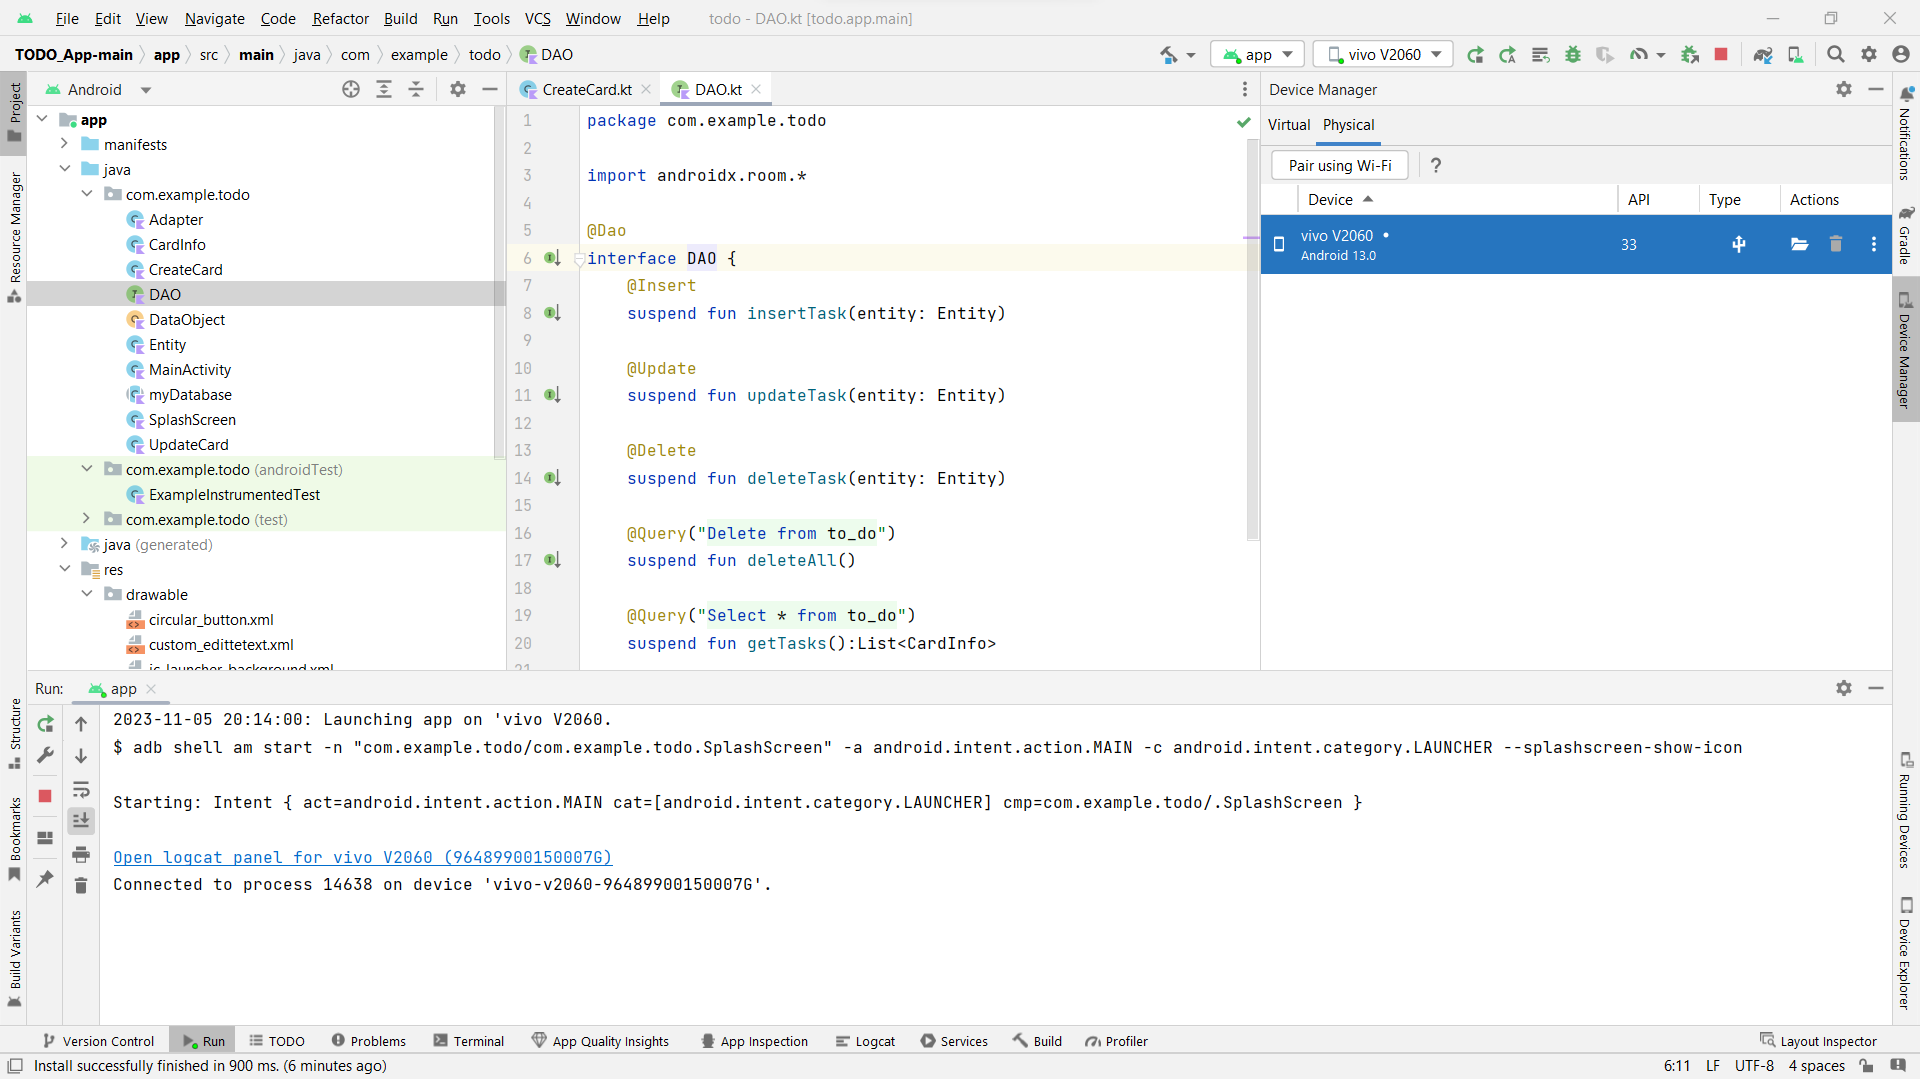 File Edit View Navigate Code Refactor Build Run Tools VCS Window Help todo - DAO.kt [todo.app.main]
TODO_App-main app src main java com example todo DAO app vivo V2060
Project
Resource Manager
Structure
Bookmarks
Build Variants
Android
app
manifests
java
com.example.todo
Adapter
CardInfo
CreateCard
DAO
DataObject
Entity
MainActivity
myDatabase
SplashScreen
UpdateCard
com.example.todo (androidTest)
ExampleInstrumentedTest
com.example.todo (test)
java (generated)
res
drawable
circular_button.xml
custom_edittetext.xml
ic_launcher_background.xml
CreateCard.kt DAO.kt
1 package com.example.todo
2
3 import androidx.room.*
4
5 @Dao
6 interface DAO {
7 @Insert
8 suspend fun insertTask(entity: Entity)
9
10 @Update
11 suspend fun updateTask(entity: Entity)
12
13 @Delete
14 suspend fun deleteTask(entity: Entity)
15
16 @Query("Delete from to_do")
17 suspend fun deleteAll()
18
19 @Query("Select * from to_do")
20 suspend fun getTasks():List<CardInfo>
21
Device Manager
Virtual Physical
Pair using Wi-Fi ?
Device API Type Actions
vivo V2060 33
Android 13.0
Notifications
Gradle
Device Manager
Running Devices
Device Explorer
Run: app
2023-11-05 20:14:00: Launching app on 'vivo V2060.
$ adb shell am start -n "com.example.todo/com.example.todo.SplashScreen" -a android.intent.action.MAIN -c android.intent.category.LAUNCHER --splashscreen-show-icon
Starting: Intent { act=android.intent.action.MAIN cat=[android.intent.category.LAUNCHER] cmp=com.example.todo/.SplashScreen }
Open logcat panel for vivo V2060 (96489900150007G)
Connected to process 14638 on device 'vivo-v2060-96489900150007G'.
Version Control Run TODO Problems Terminal App Quality Insights App Inspection Logcat Services Build Profiler Layout Inspector
Install successfully finished in 900 ms. (6 minutes ago) 6:11 LF UTF-8 4 spaces